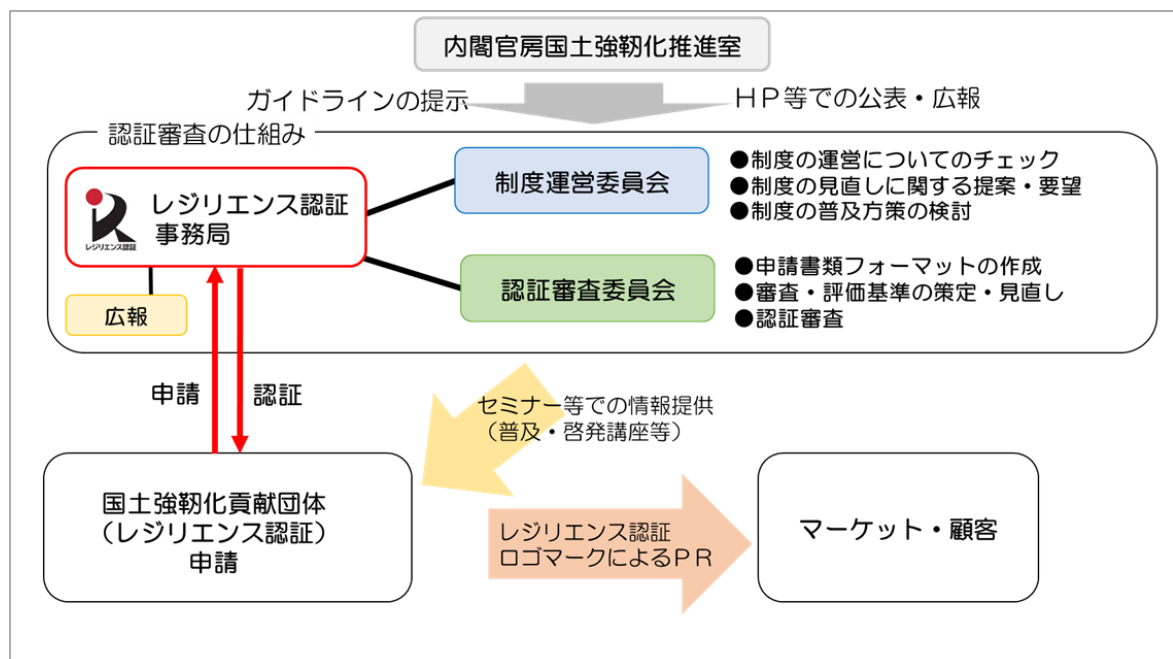 内閣官房国土強靭化推進室
ガイドラインの提示
ＨＰ等での公表・広報
認証審査の仕組み
レジリエンス認証
事務局
レジリエンス認証
広報
制度運営委員会
●制度の運営についてのチェック
●制度の見直しに関する提案・要望
●制度の普及方策の検討
認証審査委員会
●申請書類フォーマットの作成
●審査・評価基準の策定・見直し
●認証審査
申請
認証
セミナー等での情報提供
（普及・啓発講座等）
国土強靭化貢献団体
（レジリエンス認証）
申請
レジリエンス認証
ロゴマークによるＰＲ
マーケット・顧客